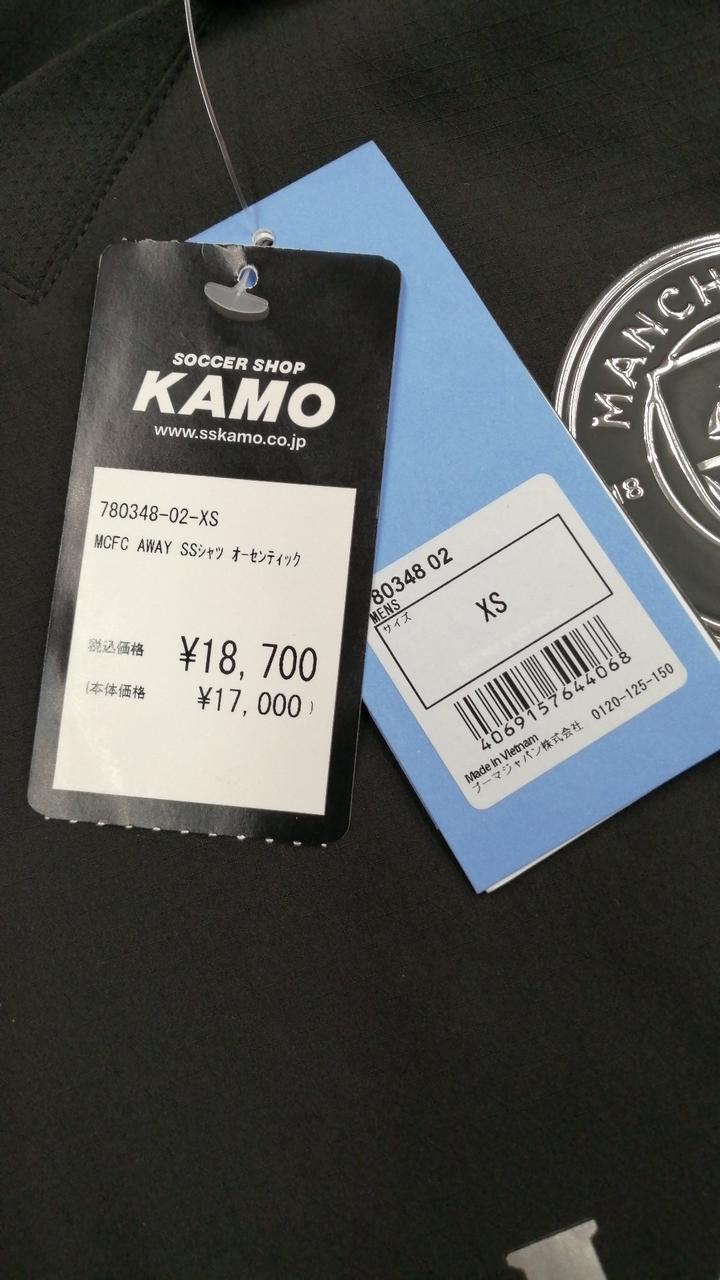 SOCCER SHOP
KAMO
www.sskamo.co.jp
780348-02-XS
MCFC AWAY SSシャツ オーセンティック
税込価格 ¥18,700
(本体価格 ¥17,000)
80348 02
MENS
サイズ
XS
4069157644068
Made in Vietnam
プーマジャパン株式会社 0120-125-150
MANCH
18